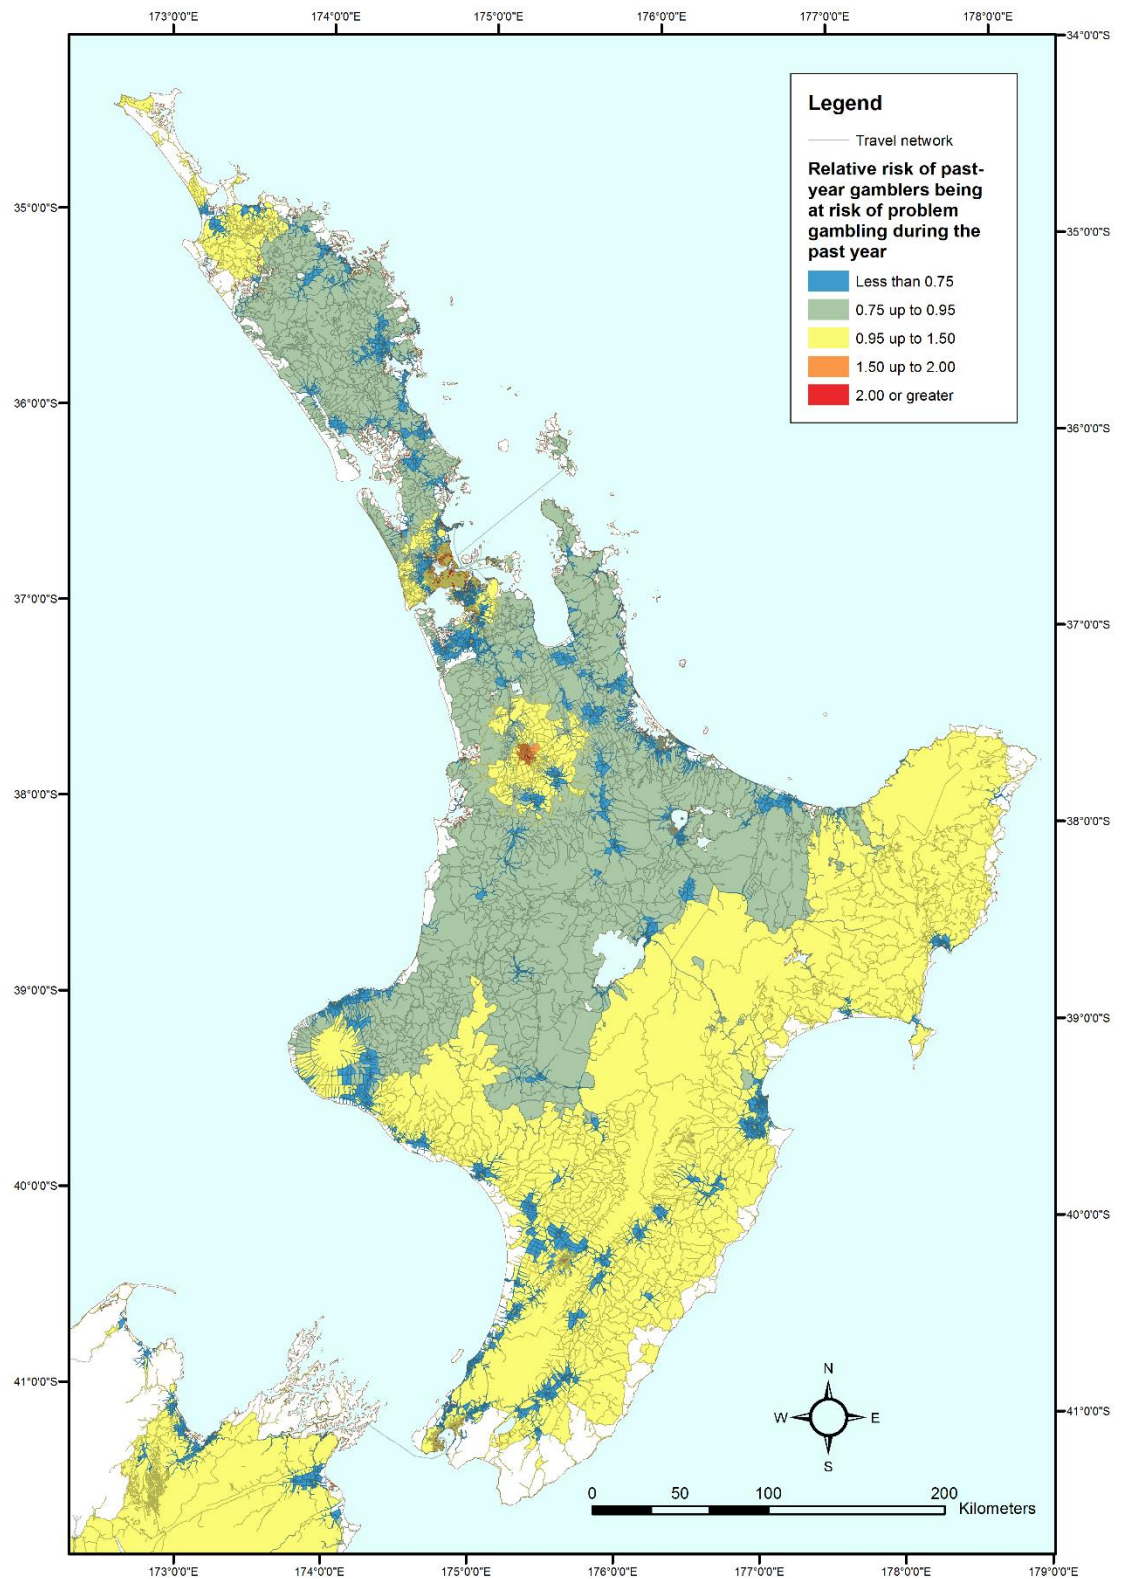 173°0'0"E 174°0'0"E 175°0'0"E 176°0'0"E 177°0'0"E 178°0'0"E
34°0'0"S
Legend
Travel network
Relative risk of past-
year gamblers being
at risk of problem
gambling during the
past year
Less than 0.75
0.75 up to 0.95
0.95 up to 1.50
1.50 up to 2.00
2.00 or greater
35°0'0"S
35°0'0"S
36°0'0"S
36°0'0"S
37°0'0"S
37°0'0"S
38°0'0"S
38°0'0"S
39°0'0"S
39°0'0"S
40°0'0"S
40°0'0"S
41°0'0"S
N
W E
S
41°0'0"S
0 50 100 200
Kilometers
173°0'0"E 174°0'0"E 175°0'0"E 176°0'0"E 177°0'0"E 178°0'0"E 179°0'0"E